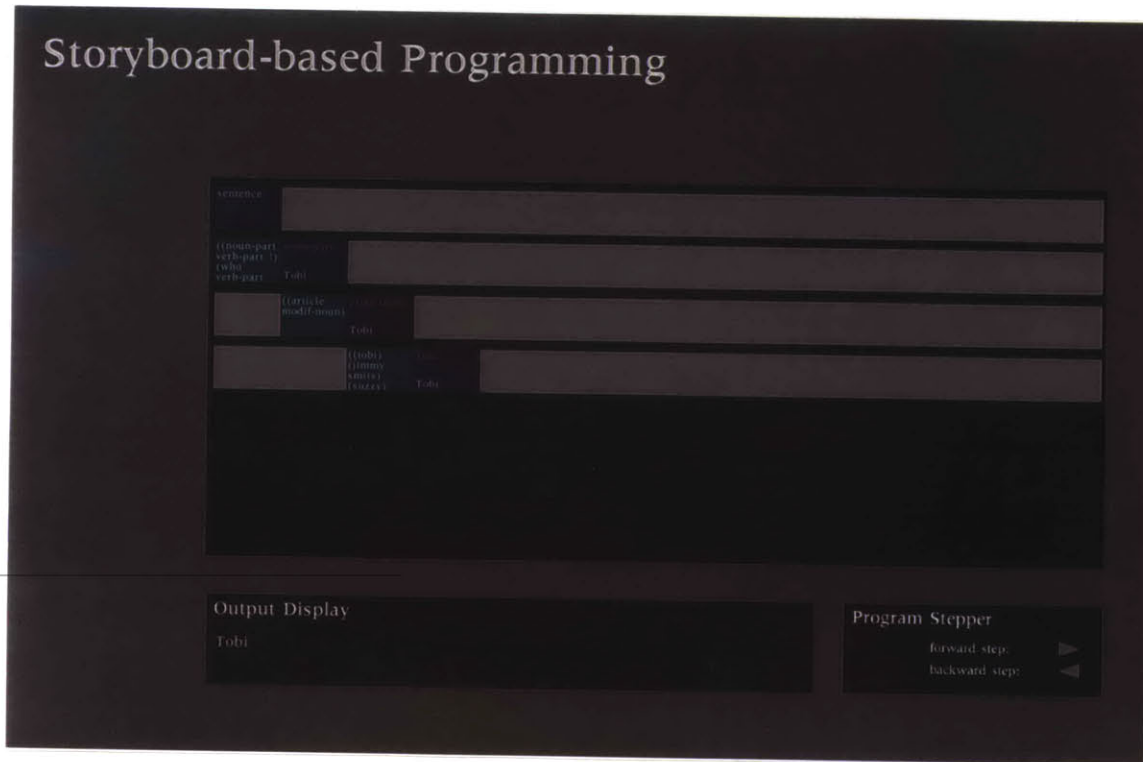 Storyboard-based Programming
sentence
((noun-part
verb-part !)
(who
verb-part Tobi
((article
modif-noun)
Tobi
((tobi)
(jimmy
smits)
(suzzy) Tobi
Output Display
Tobi
Program Stepper
forward step:
backward step: